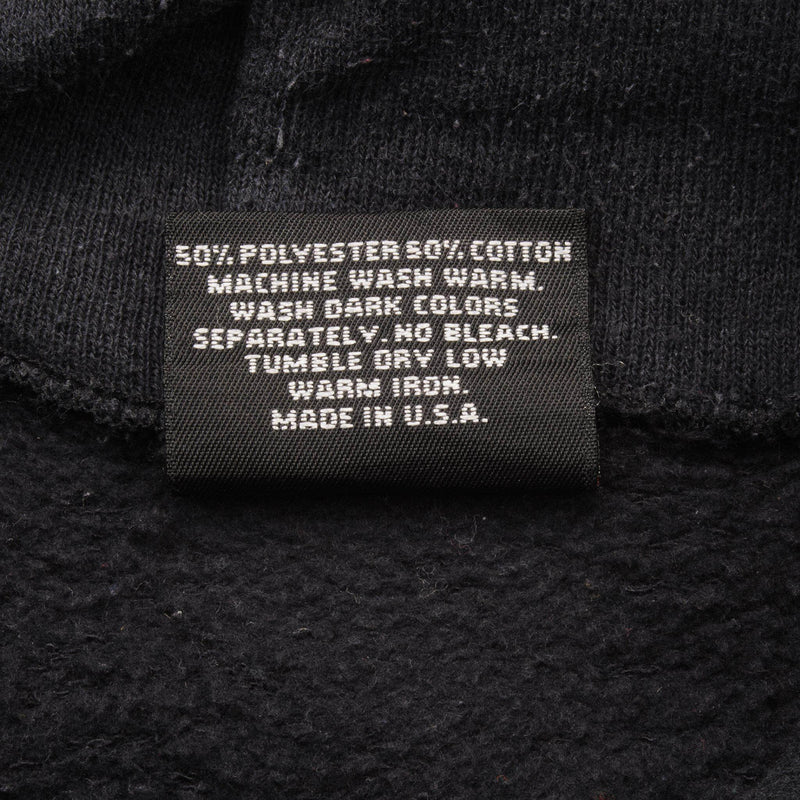 50% POLYESTER 50% COTTON
MACHINE WASH WARM.
WASH DARK COLORS
SEPARATELY. NO BLEACH.
TUMBLE DRY LOW
WARM IRON.
MADE IN U.S.A.